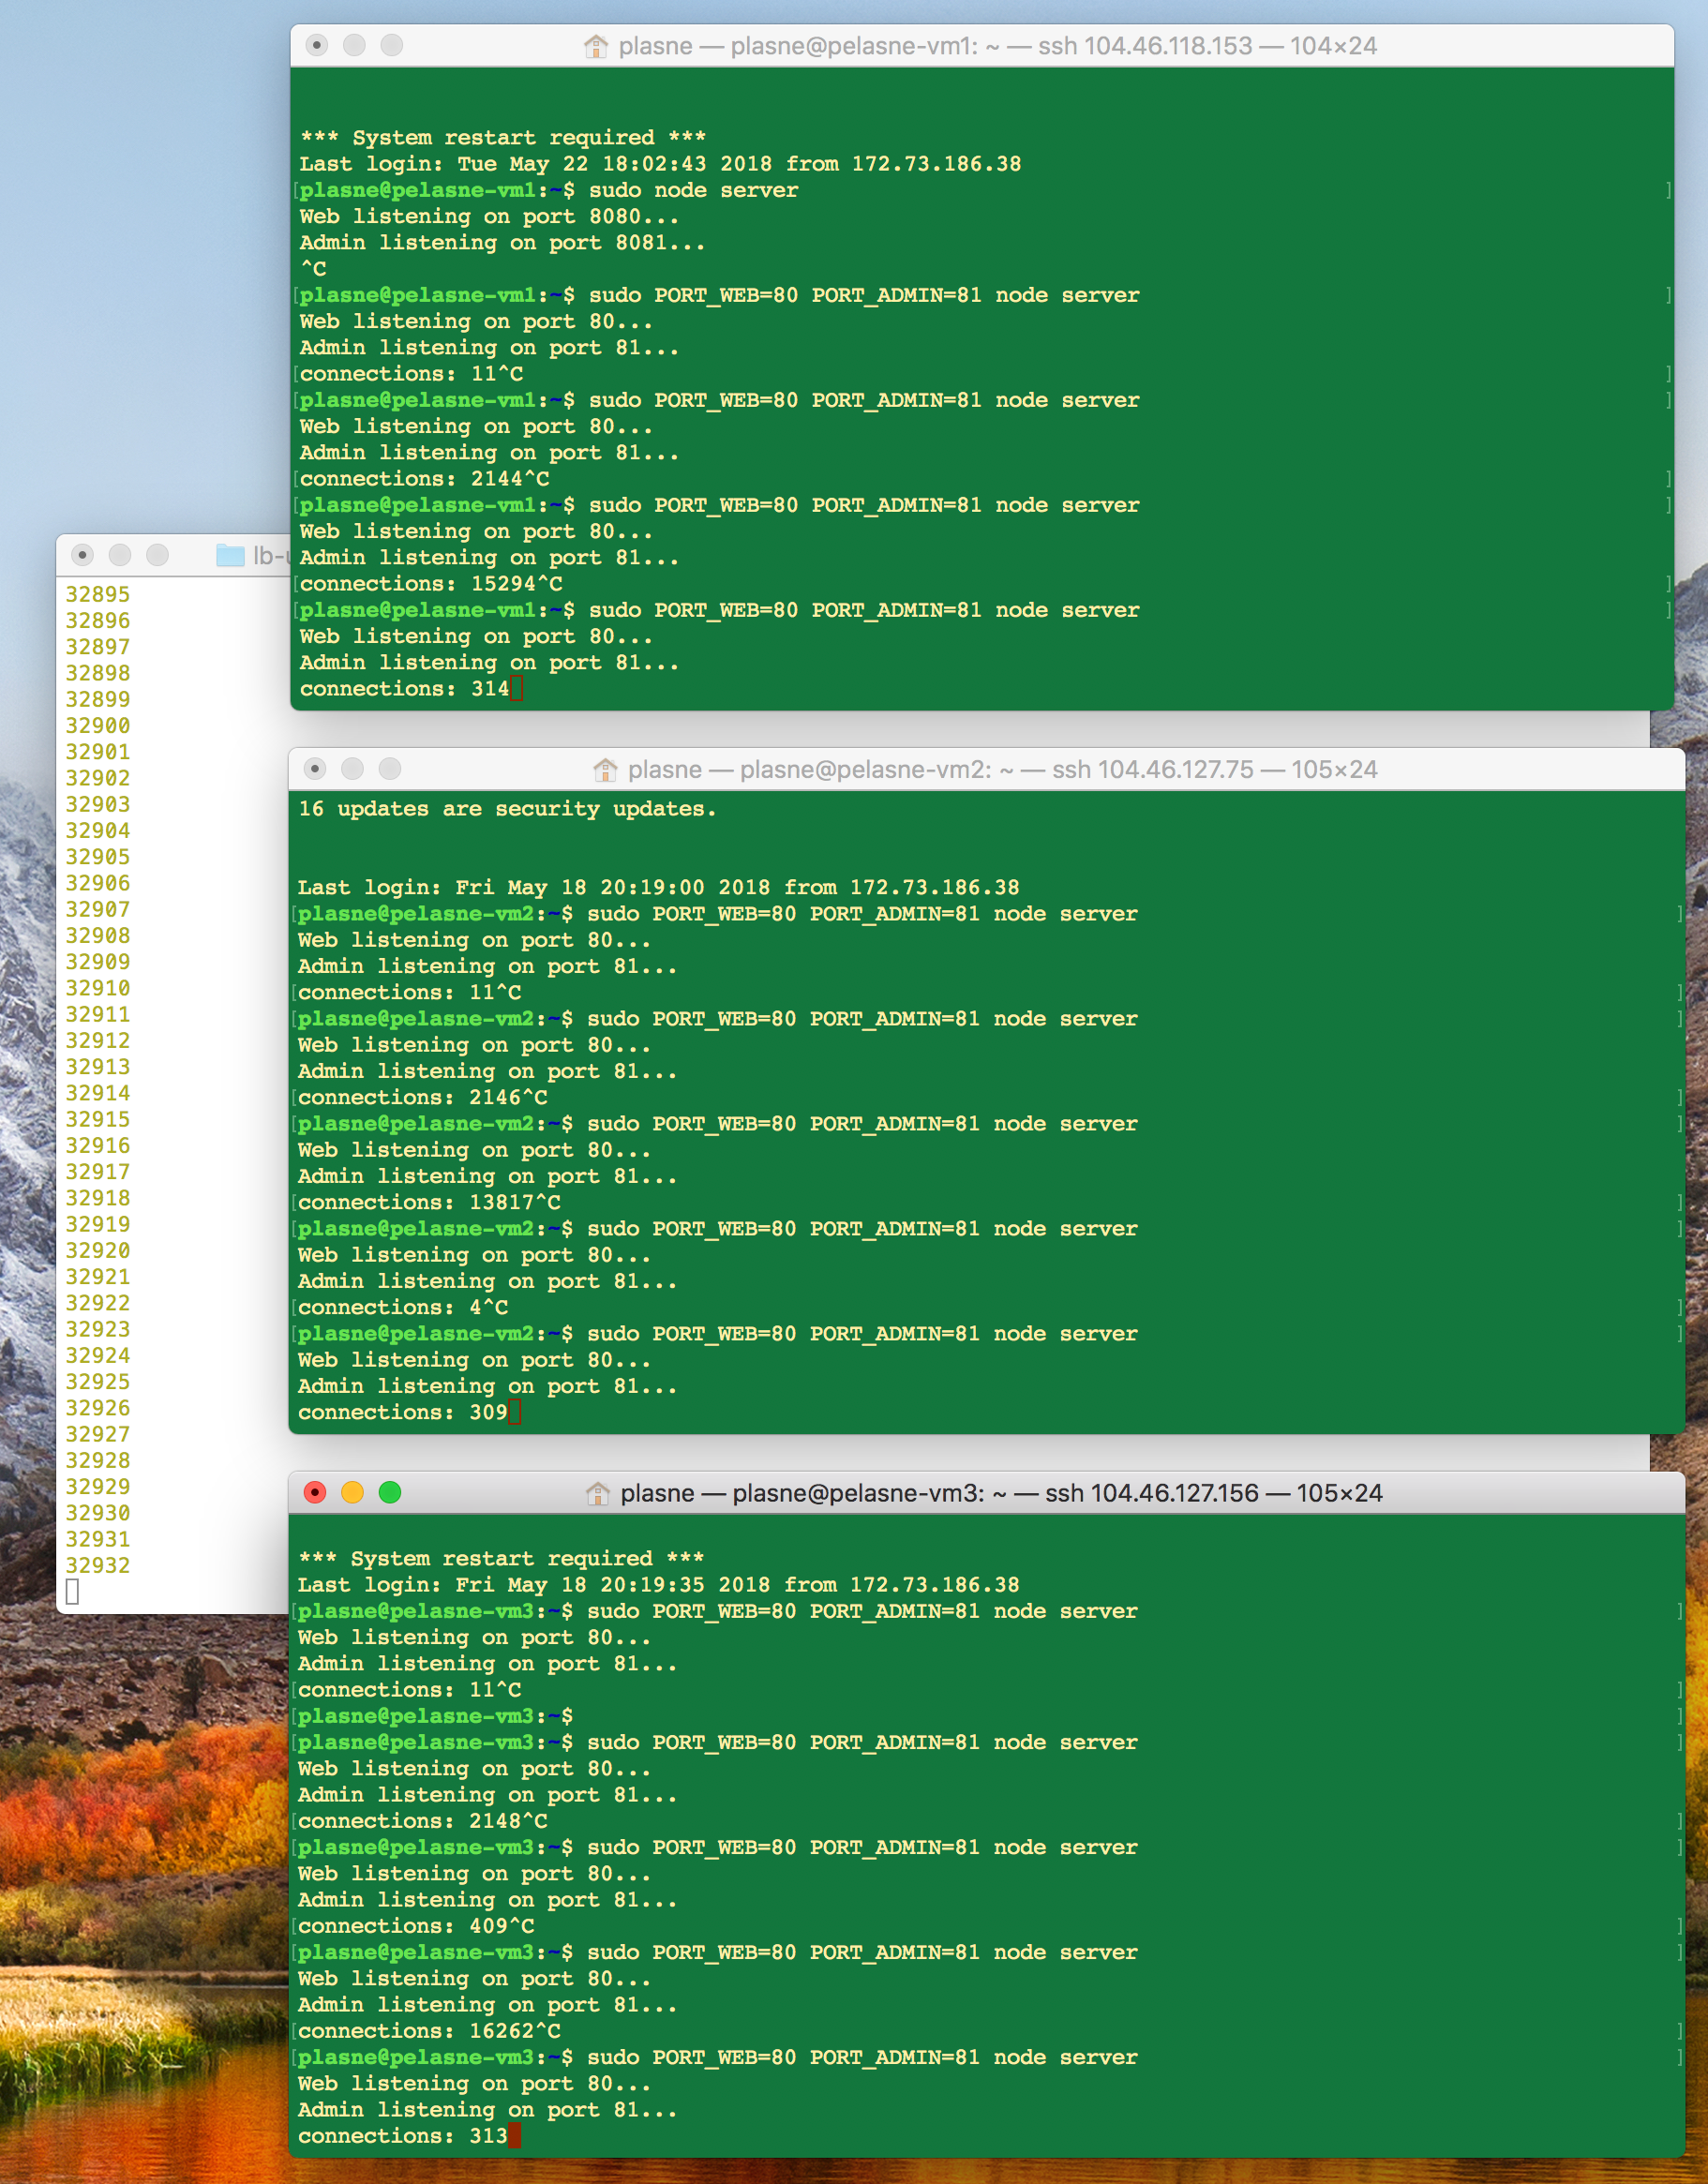 plasne — plasne@pelasne-vm1: ~ — ssh 104.46.118.153 — 104×24
*** System restart required ***
Last login: Tue May 22 18:02:43 2018 from 172.73.186.38
[plasne@pelasne-vm1:~$ sudo node server ]
Web listening on port 8080...
Admin listening on port 8081...
^C
[plasne@pelasne-vm1:~$ sudo PORT_WEB=80 PORT_ADMIN=81 node server ]
Web listening on port 80...
Admin listening on port 81...
[connections: 11^C ]
[plasne@pelasne-vm1:~$ sudo PORT_WEB=80 PORT_ADMIN=81 node server ]
Web listening on port 80...
Admin listening on port 81...
[connections: 2144^C ]
[plasne@pelasne-vm1:~$ sudo PORT_WEB=80 PORT_ADMIN=81 node server ]
Web listening on port 80...
Admin listening on port 81...
[connections: 15294^C ]
[plasne@pelasne-vm1:~$ sudo PORT_WEB=80 PORT_ADMIN=81 node server ]
Web listening on port 80...
Admin listening on port 81...
connections: 314
32895
32896
32897
32898
32899
32900
32901
32902
32903
32904
32905
32906
32907
32908
32909
32910
32911
32912
32913
32914
32915
32916
32917
32918
32919
32920
32921
32922
32923
32924
32925
32926
32927
32928
32929
32930
32931
32932
plasne — plasne@pelasne-vm2: ~ — ssh 104.46.127.75 — 105×24
16 updates are security updates.
Last login: Fri May 18 20:19:00 2018 from 172.73.186.38
[plasne@pelasne-vm2:~$ sudo PORT_WEB=80 PORT_ADMIN=81 node server ]
Web listening on port 80...
Admin listening on port 81...
[connections: 11^C ]
[plasne@pelasne-vm2:~$ sudo PORT_WEB=80 PORT_ADMIN=81 node server ]
Web listening on port 80...
Admin listening on port 81...
[connections: 2146^C ]
[plasne@pelasne-vm2:~$ sudo PORT_WEB=80 PORT_ADMIN=81 node server ]
Web listening on port 80...
Admin listening on port 81...
[connections: 13817^C ]
[plasne@pelasne-vm2:~$ sudo PORT_WEB=80 PORT_ADMIN=81 node server ]
Web listening on port 80...
Admin listening on port 81...
[connections: 4^C ]
[plasne@pelasne-vm2:~$ sudo PORT_WEB=80 PORT_ADMIN=81 node server ]
Web listening on port 80...
Admin listening on port 81...
connections: 309
plasne — plasne@pelasne-vm3: ~ — ssh 104.46.127.156 — 105×24
*** System restart required ***
Last login: Fri May 18 20:19:35 2018 from 172.73.186.38
[plasne@pelasne-vm3:~$ sudo PORT_WEB=80 PORT_ADMIN=81 node server ]
Web listening on port 80...
Admin listening on port 81...
[connections: 11^C ]
[plasne@pelasne-vm3:~$ ]
[plasne@pelasne-vm3:~$ sudo PORT_WEB=80 PORT_ADMIN=81 node server ]
Web listening on port 80...
Admin listening on port 81...
[connections: 2148^C ]
[plasne@pelasne-vm3:~$ sudo PORT_WEB=80 PORT_ADMIN=81 node server ]
Web listening on port 80...
Admin listening on port 81...
[connections: 409^C ]
[plasne@pelasne-vm3:~$ sudo PORT_WEB=80 PORT_ADMIN=81 node server ]
Web listening on port 80...
Admin listening on port 81...
[connections: 16262^C ]
[plasne@pelasne-vm3:~$ sudo PORT_WEB=80 PORT_ADMIN=81 node server ]
Web listening on port 80...
Admin listening on port 81...
connections: 313